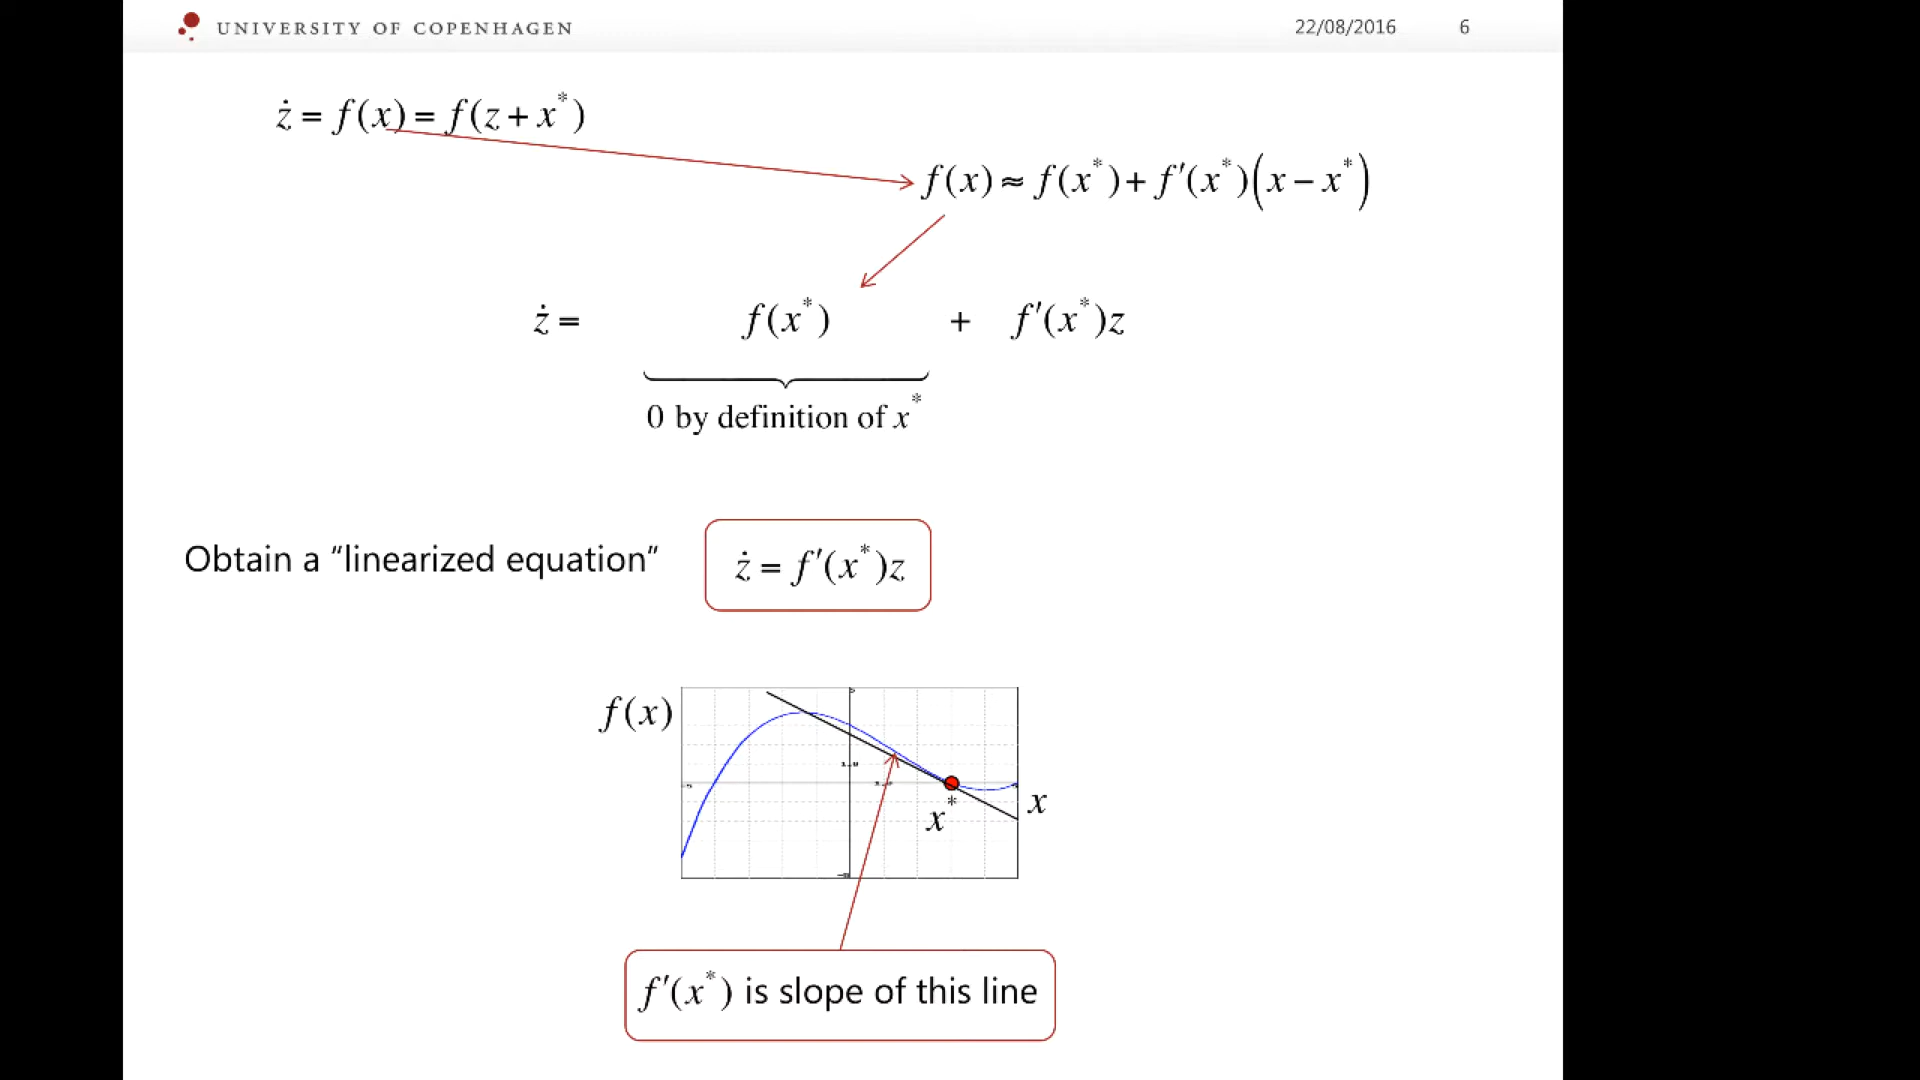 UNIVERSITY OF COPENHAGEN 22/08/2016 6
ż = f(x) = f(z + x*)
f(x) ≈ f(x*) + f′(x*)(x − x*)
ż = f(x*) + f′(x*)z
0 by definition of x*
Obtain a “linearized equation” ż = f′(x*)z
f(x)
x
x*
f′(x*) is slope of this line